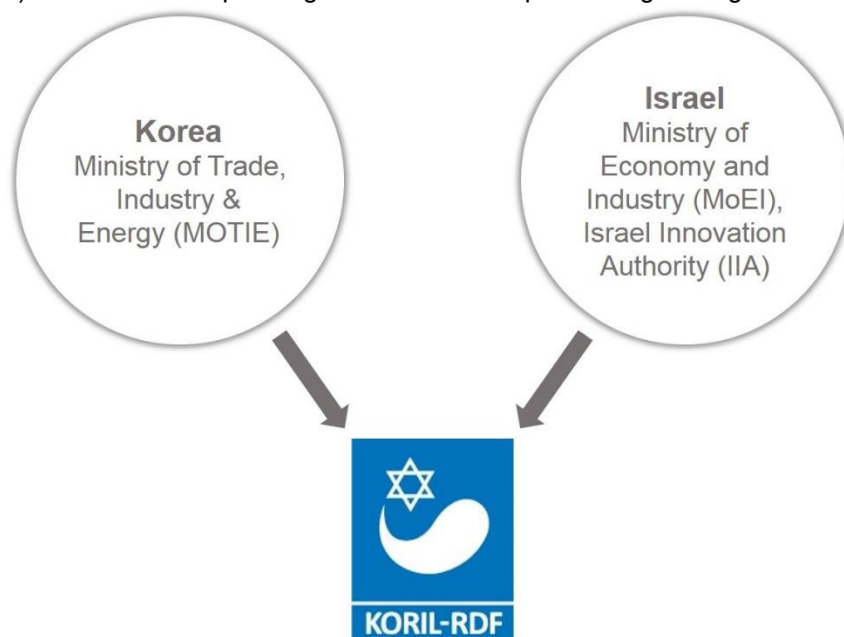 Korea
Ministry of Trade,
Industry &
Energy (MOTIE)
Israel
Ministry of
Economy and
Industry (MoEI),
Israel Innovation
Authority (IIA)
KORIL-RDF